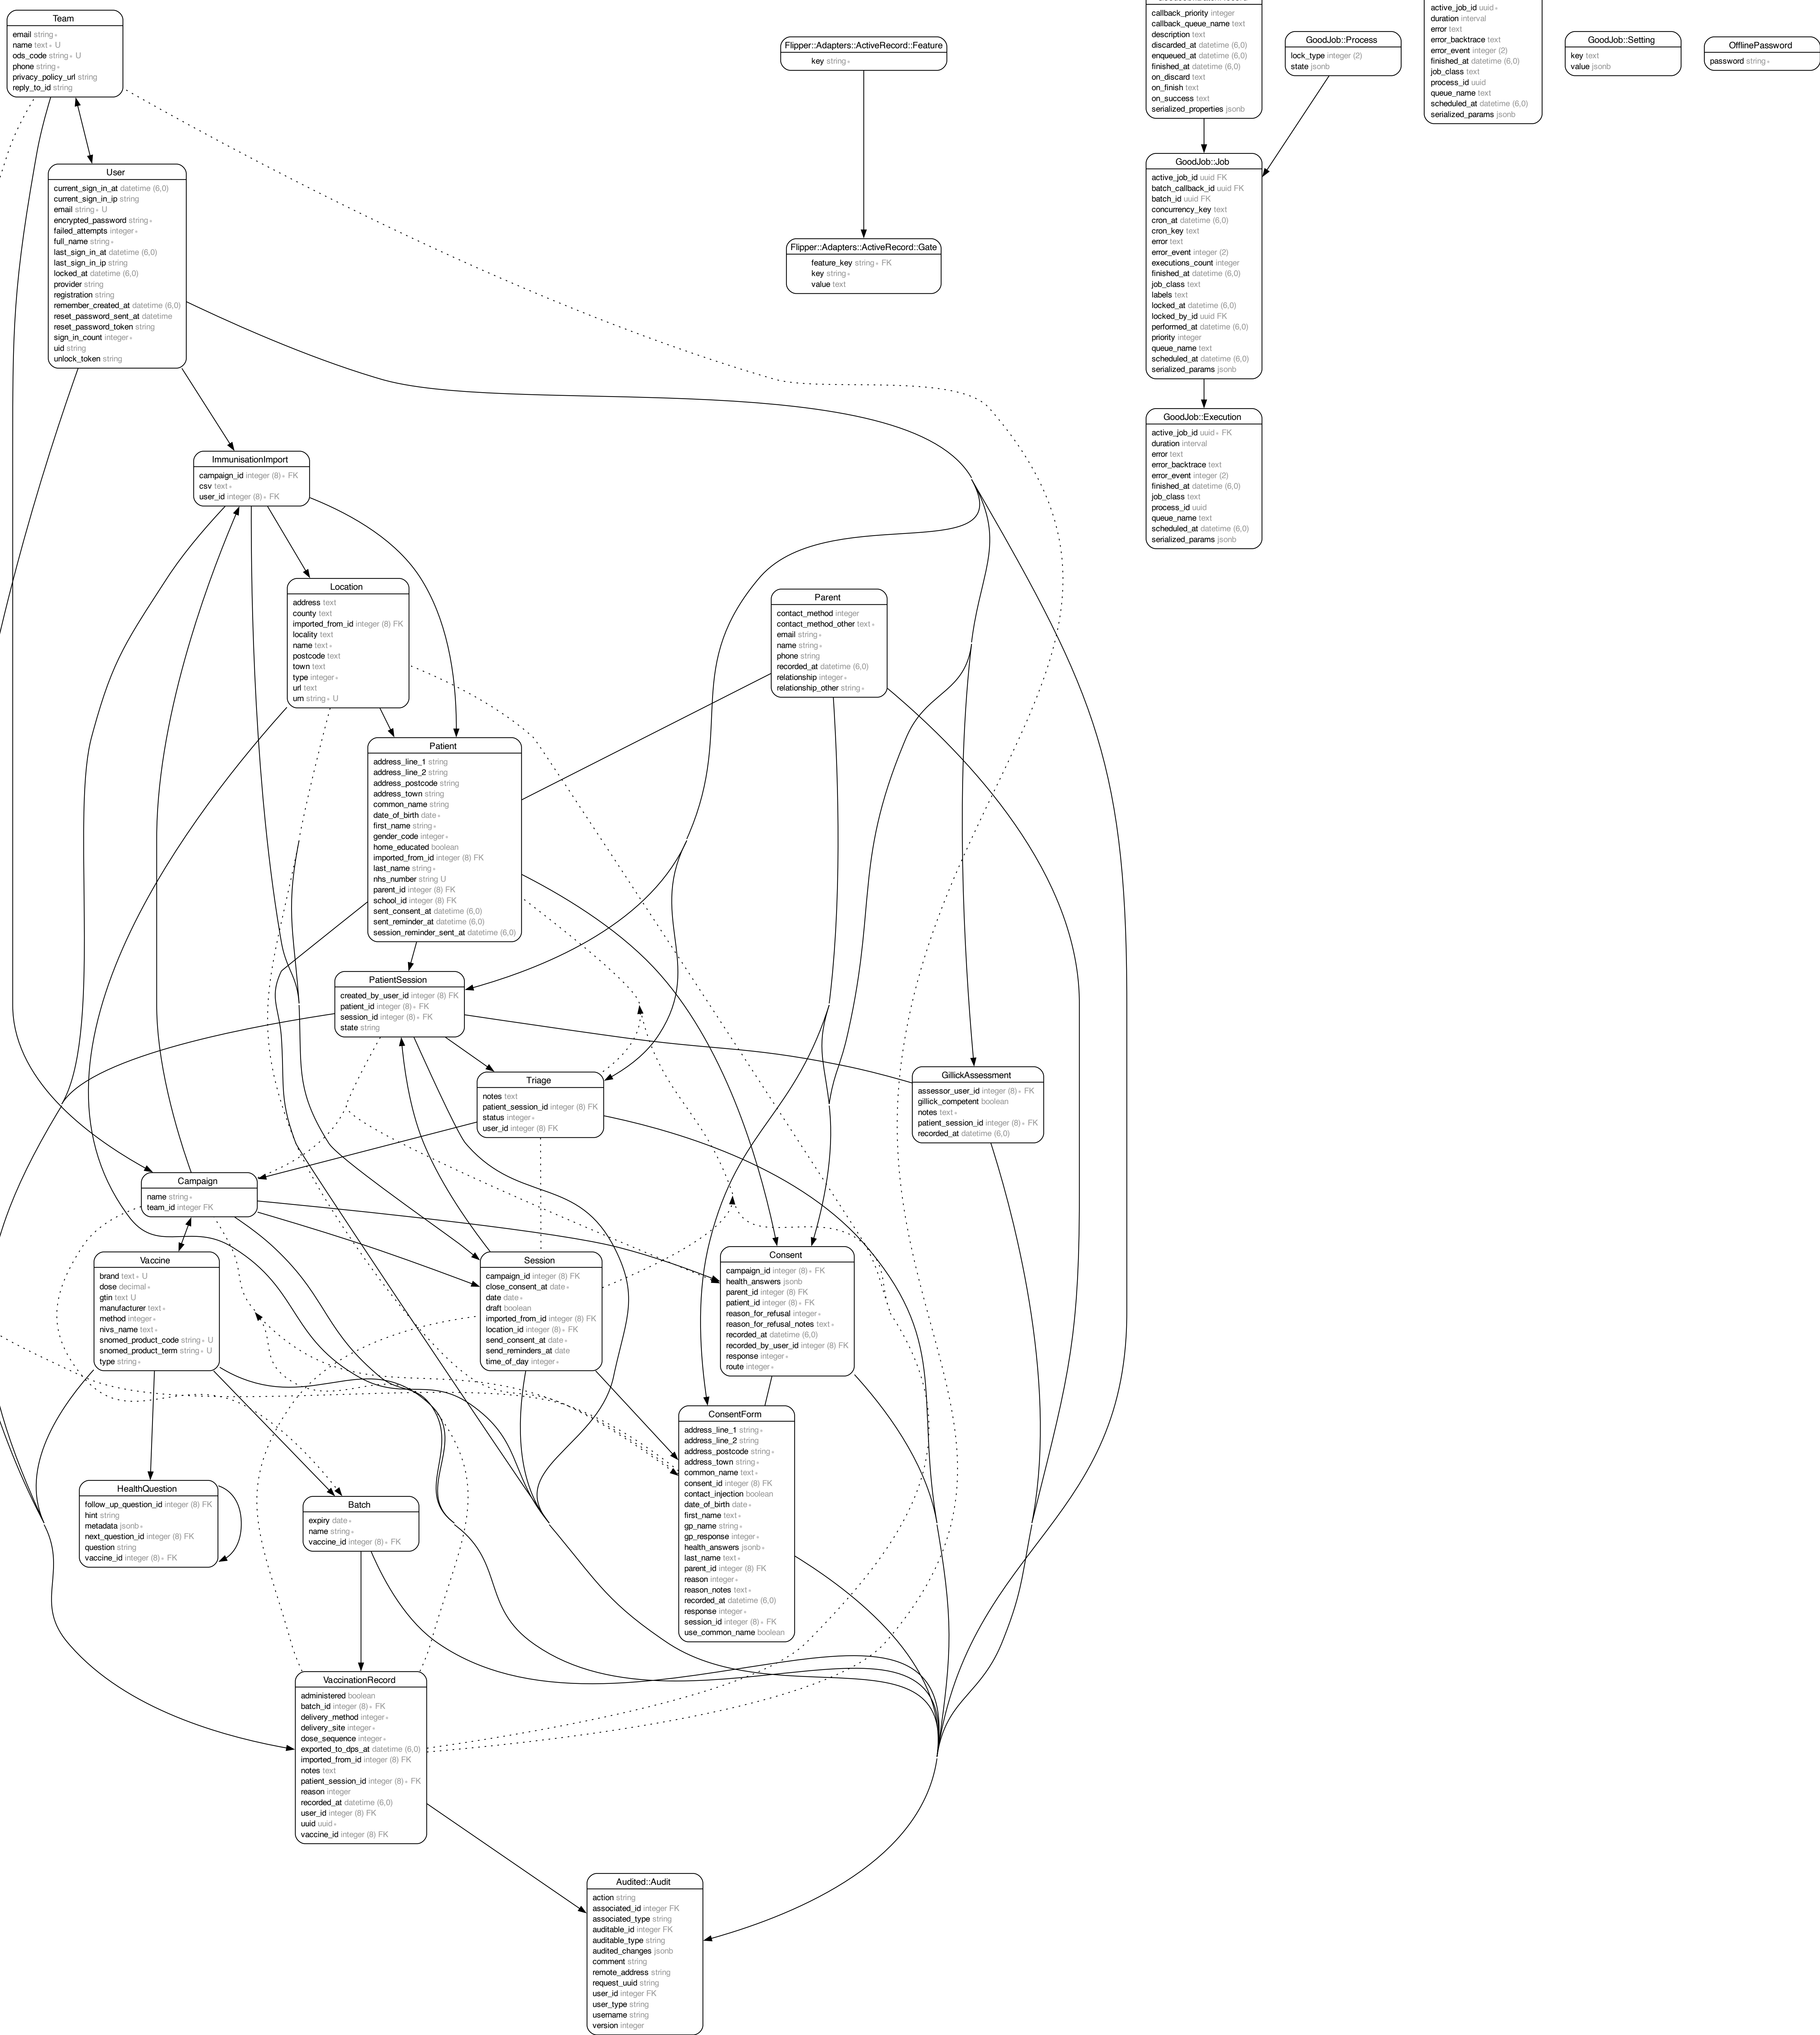 Team
email string ∗
name text ∗ U
ods_code string ∗ U
phone string ∗
privacy_policy_url string
reply_to_id string
User
current_sign_in_at datetime (6,0)
current_sign_in_ip string
email string ∗ U
encrypted_password string ∗
failed_attempts integer ∗
full_name string ∗
last_sign_in_at datetime (6,0)
last_sign_in_ip string
locked_at datetime (6,0)
provider string
registration string
remember_created_at datetime (6,0)
reset_password_sent_at datetime
reset_password_token string
sign_in_count integer ∗
uid string
unlock_token string
Flipper::Adapters::ActiveRecord::Feature
key string ∗
Flipper::Adapters::ActiveRecord::Gate
feature_key string ∗ FK
key string ∗
value text
callback_priority integer
callback_queue_name text
description text
discarded_at datetime (6,0)
enqueued_at datetime (6,0)
finished_at datetime (6,0)
on_discard text
on_finish text
on_success text
serialized_properties jsonb
GoodJob::Process
lock_type integer (2)
state jsonb
active_job_id uuid ∗
duration interval
error text
error_backtrace text
error_event integer (2)
finished_at datetime (6,0)
job_class text
process_id uuid
queue_name text
scheduled_at datetime (6,0)
serialized_params jsonb
GoodJob::Setting
key text
value jsonb
OfflinePassword
password string ∗
GoodJob::Job
active_job_id uuid FK
batch_callback_id uuid FK
batch_id uuid FK
concurrency_key text
cron_at datetime (6,0)
cron_key text
error text
error_event integer (2)
executions_count integer
finished_at datetime (6,0)
job_class text
labels text
locked_at datetime (6,0)
locked_by_id uuid FK
performed_at datetime (6,0)
priority integer
queue_name text
scheduled_at datetime (6,0)
serialized_params jsonb
GoodJob::Execution
active_job_id uuid ∗ FK
duration interval
error text
error_backtrace text
error_event integer (2)
finished_at datetime (6,0)
job_class text
process_id uuid
queue_name text
scheduled_at datetime (6,0)
serialized_params jsonb
ImmunisationImport
campaign_id integer (8) ∗ FK
csv text ∗
user_id integer (8) ∗ FK
Location
address text
county text
imported_from_id integer (8) FK
locality text
name text ∗
postcode text
town text
type integer ∗
url text
urn string ∗ U
Parent
contact_method integer
contact_method_other text ∗
email string ∗
name string ∗
phone string
recorded_at datetime (6,0)
relationship integer ∗
relationship_other string ∗
Patient
address_line_1 string
address_line_2 string
address_postcode string
address_town string
common_name string
date_of_birth date ∗
first_name string ∗
gender_code integer ∗
home_educated boolean
imported_from_id integer (8) FK
last_name string ∗
nhs_number string U
parent_id integer (8) FK
school_id integer (8) FK
sent_consent_at datetime (6,0)
sent_reminder_at datetime (6,0)
session_reminder_sent_at datetime (6,0)
PatientSession
created_by_user_id integer (8) FK
patient_id integer (8) ∗ FK
session_id integer (8) ∗ FK
state string
Triage
notes text
patient_session_id integer (8) FK
status integer ∗
user_id integer (8) FK
GillickAssessment
assessor_user_id integer (8) ∗ FK
gillick_competent boolean
notes text ∗
patient_session_id integer (8) ∗ FK
recorded_at datetime (6,0)
Campaign
name string ∗
team_id integer FK
Vaccine
brand text ∗ U
dose decimal ∗
gtin text U
manufacturer text ∗
method integer ∗
nivs_name text ∗
snomed_product_code string ∗ U
snomed_product_term string ∗ U
type string ∗
Session
campaign_id integer (8) FK
close_consent_at date ∗
date date ∗
draft boolean
imported_from_id integer (8) FK
location_id integer (8) ∗ FK
send_consent_at date ∗
send_reminders_at date
time_of_day integer ∗
Consent
campaign_id integer (8) ∗ FK
health_answers jsonb
parent_id integer (8) FK
patient_id integer (8) ∗ FK
reason_for_refusal integer ∗
reason_for_refusal_notes text ∗
recorded_at datetime (6,0)
recorded_by_user_id integer (8) FK
response integer ∗
route integer ∗
ConsentForm
address_line_1 string ∗
address_line_2 string
address_postcode string ∗
address_town string ∗
common_name text ∗
consent_id integer (8) FK
contact_injection boolean
date_of_birth date ∗
first_name text ∗
gp_name string ∗
gp_response integer ∗
health_answers jsonb ∗
last_name text ∗
parent_id integer (8) FK
reason integer ∗
reason_notes text ∗
recorded_at datetime (6,0)
response integer ∗
session_id integer (8) ∗ FK
use_common_name boolean
HealthQuestion
follow_up_question_id integer (8) FK
hint string
metadata jsonb ∗
next_question_id integer (8) FK
question string
vaccine_id integer (8) ∗ FK
Batch
expiry date ∗
name string ∗
vaccine_id integer (8) ∗ FK
VaccinationRecord
administered boolean
batch_id integer (8) ∗ FK
delivery_method integer ∗
delivery_site integer ∗
dose_sequence integer ∗
exported_to_dps_at datetime (6,0)
imported_from_id integer (8) FK
notes text
patient_session_id integer (8) ∗ FK
reason integer
recorded_at datetime (6,0)
user_id integer (8) FK
uuid uuid ∗
vaccine_id integer (8) FK
Audited::Audit
action string
associated_id integer FK
associated_type string
auditable_id integer FK
auditable_type string
audited_changes jsonb
comment string
remote_address string
request_uuid string
user_id integer FK
user_type string
username string
version integer